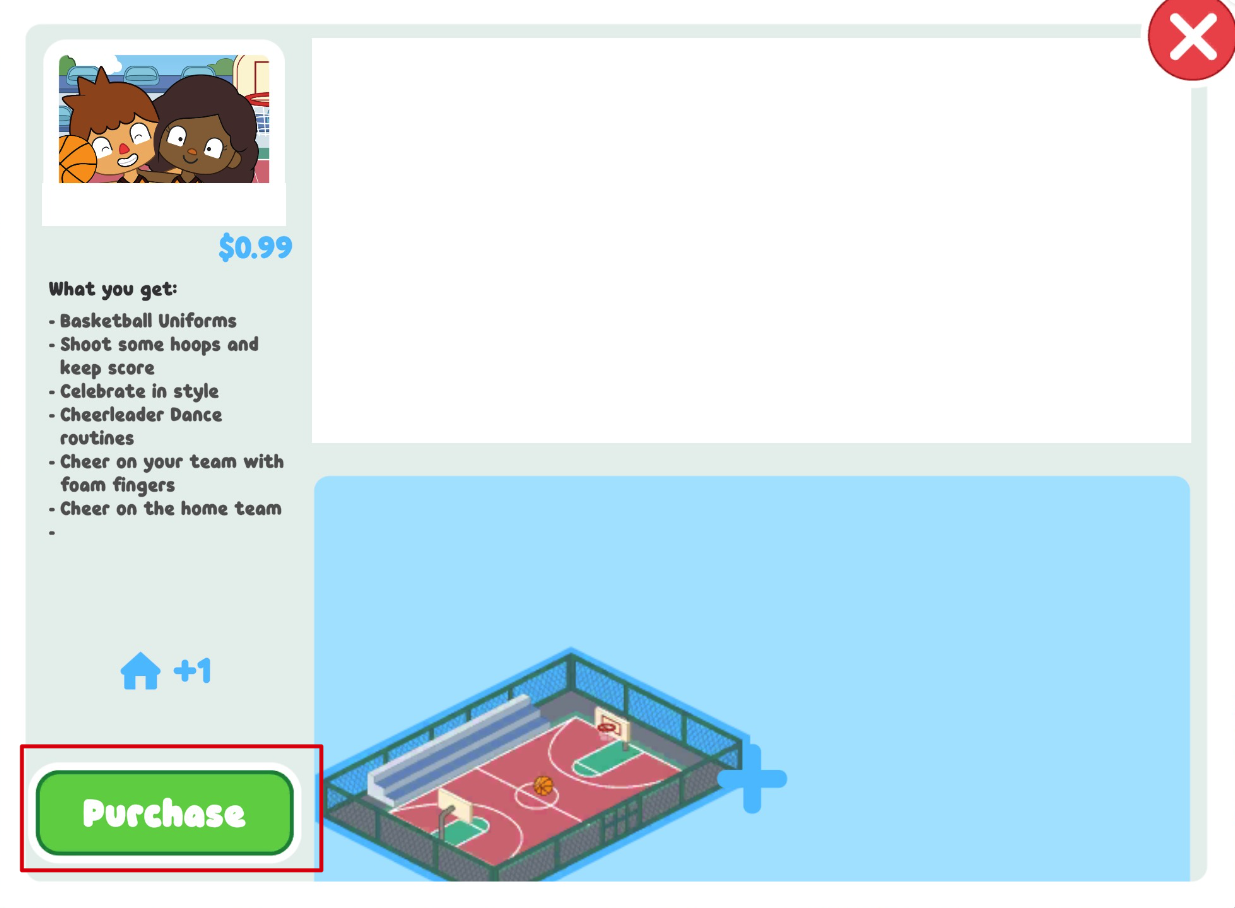 $0.99
What you get:
- Basketball Uniforms
- Shoot some hoops and
keep score
- Celebrate in style
- Cheerleader Dance
routines
- Cheer on your team with
foam fingers
- Cheer on the home team
-
+1
Purchase